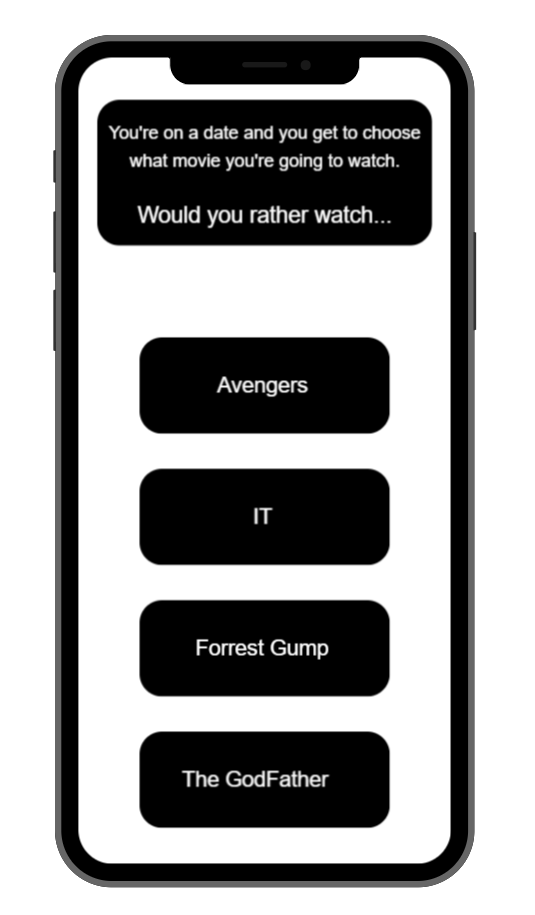 You're on a date and you get to choose
what movie you're going to watch.
Would you rather watch...
Avengers
IT
Forrest Gump
The GodFather